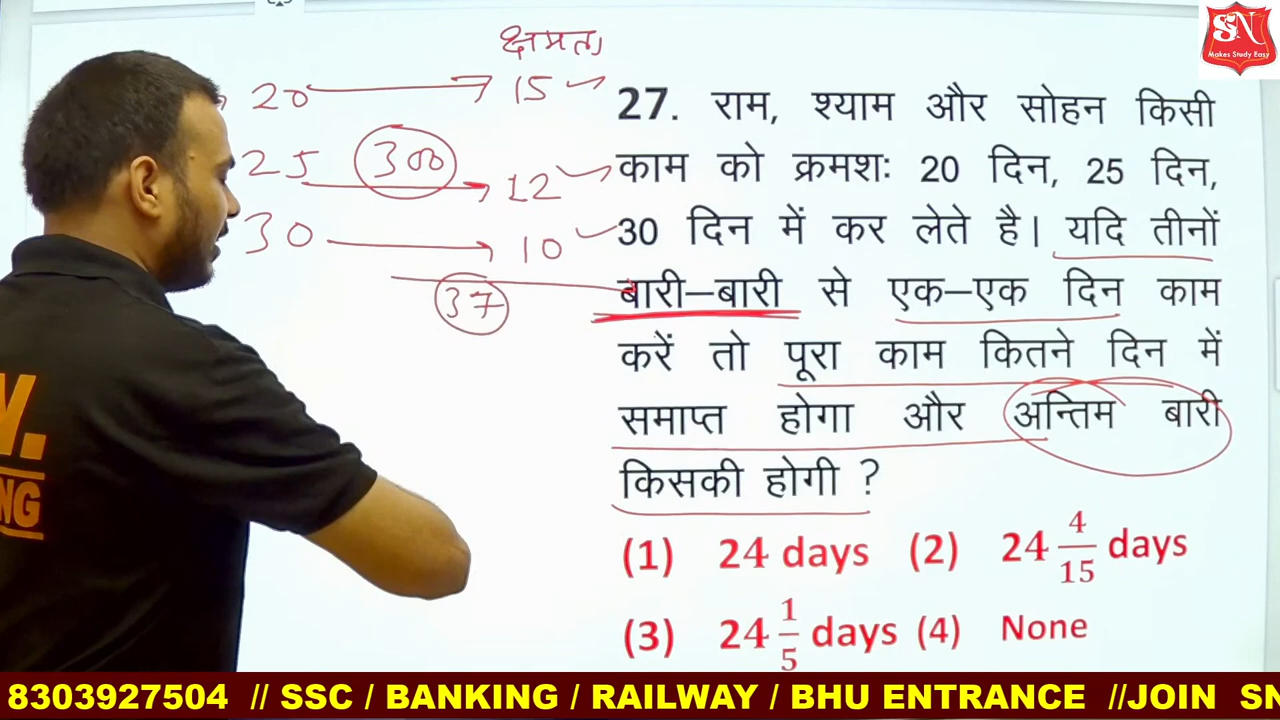 क्षमता
20 → 15
25 300 → 12
30 → 10
37
SN
Makes Study Easy
27. राम, श्याम और सोहन किसी
काम को क्रमशः 20 दिन, 25 दिन,
30 दिन में कर लेते है। यदि तीनों
बारी–बारी से एक–एक दिन काम
करें तो पूरा काम कितने दिन में
समाप्त होगा और अन्तिम बारी
किसकी होगी ?
(1) 24 days (2) 24 4/15 days
(3) 24 1/5 days (4) None
8303927504 // SSC / BANKING / RAILWAY / BHU ENTRANCE //JOIN SN